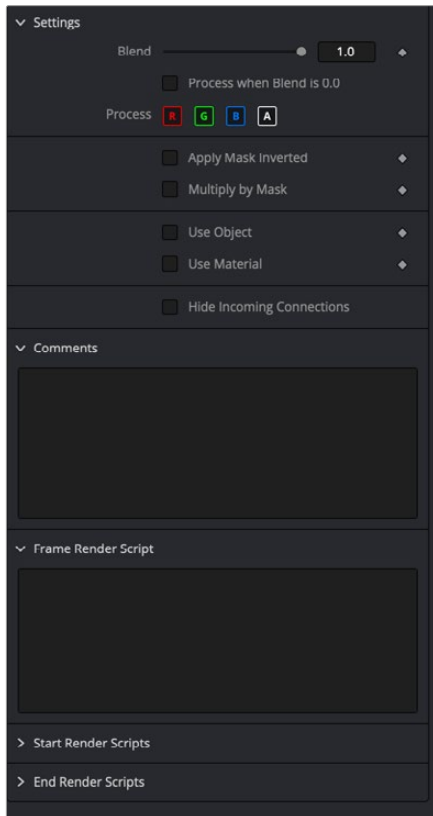 Settings
Blend 1.0
Process when Blend is 0.0
Process R G B A
Apply Mask Inverted
Multiply by Mask
Use Object
Use Material
Hide Incoming Connections
Comments
Frame Render Script
Start Render Scripts
End Render Scripts